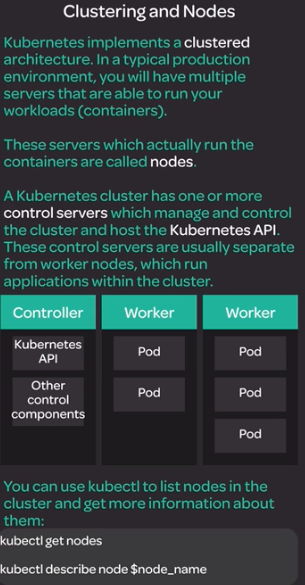 Clustering and Nodes
Kubernetes implements a clustered
architecture. In a typical production
environment, you will have multiple
servers that are able to run your
workloads (containers).
These servers which actually run the
containers are called nodes.
A Kubernetes cluster has one or more
control servers which manage and control
the cluster and host the Kubernetes API.
These control servers are usually separate
from worker nodes, which run
applications within the cluster.
Controller
Kubernetes
API
Other
control
components
Worker
Pod
Pod
Worker
Pod
Pod
Pod
You can use kubectl to list nodes in the
cluster and get more information about
them:
kubectl get nodes
kubectl describe node $node_name